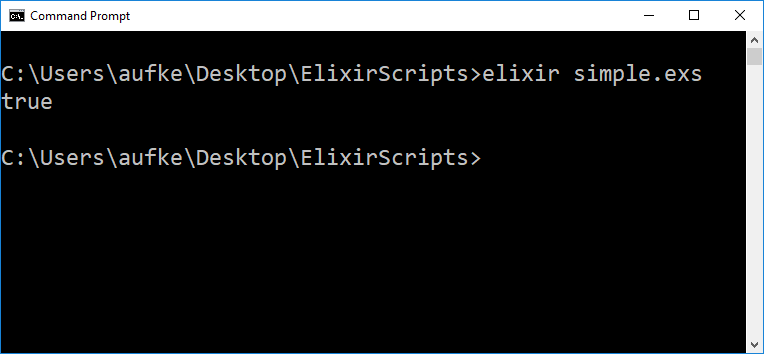 Command Prompt
C:\Users\aufke\Desktop\ElixirScripts>elixir simple.exs
true
C:\Users\aufke\Desktop\ElixirScripts>